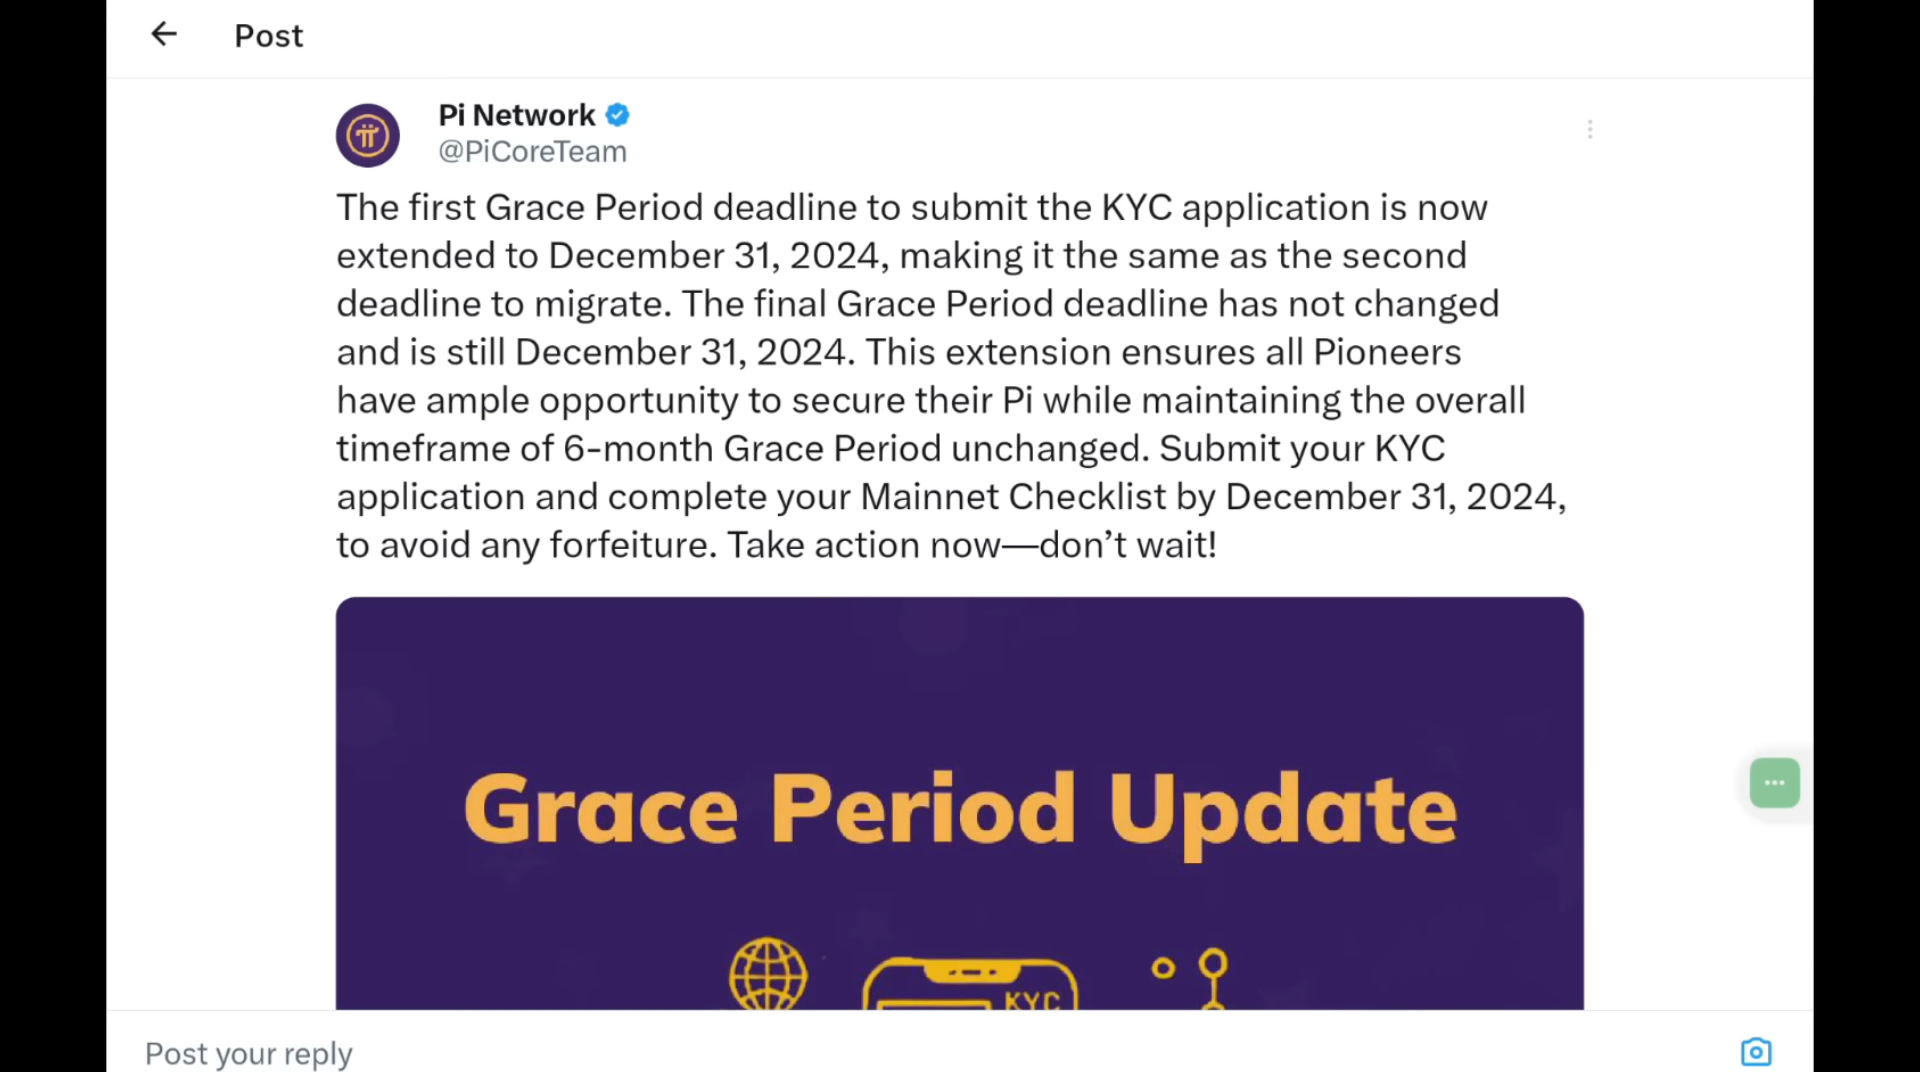 Post
Pi Network
@PiCoreTeam
The first Grace Period deadline to submit the KYC application is now
extended to December 31, 2024, making it the same as the second
deadline to migrate. The final Grace Period deadline has not changed
and is still December 31, 2024. This extension ensures all Pioneers
have ample opportunity to secure their Pi while maintaining the overall
timeframe of 6-month Grace Period unchanged. Submit your KYC
application and complete your Mainnet Checklist by December 31, 2024,
to avoid any forfeiture. Take action now—don’t wait!
Grace Period Update
KYC
Post your reply